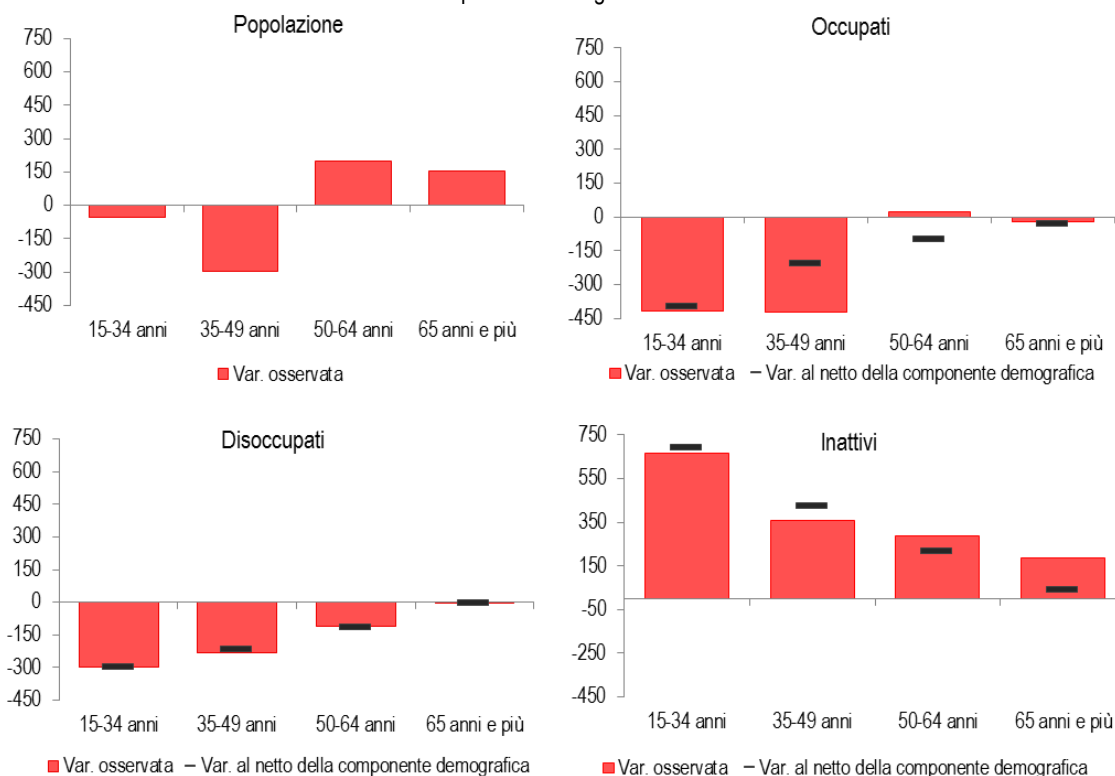 Popolazione
750
600
450
300
150
0
-150
-300
-450
15-34 anni 35-49 anni 50-64 anni 65 anni e più
Var. osservata
Occupati
750
600
450
300
150
0
-150
-300
-450
15-34 anni 35-49 anni 50-64 anni 65 anni e più
Var. osservata – Var. al netto della componente demografica
Disoccupati
750
600
450
300
150
0
-150
-300
-450
15-34 anni 35-49 anni 50-64 anni 65 anni e più
Var. osservata – Var. al netto della componente demografica
Inattivi
750
550
350
150
-50
-250
-450
15-34 anni 35-49 anni 50-64 anni 65 anni e più
Var. osservata – Var. al netto della componente demografica